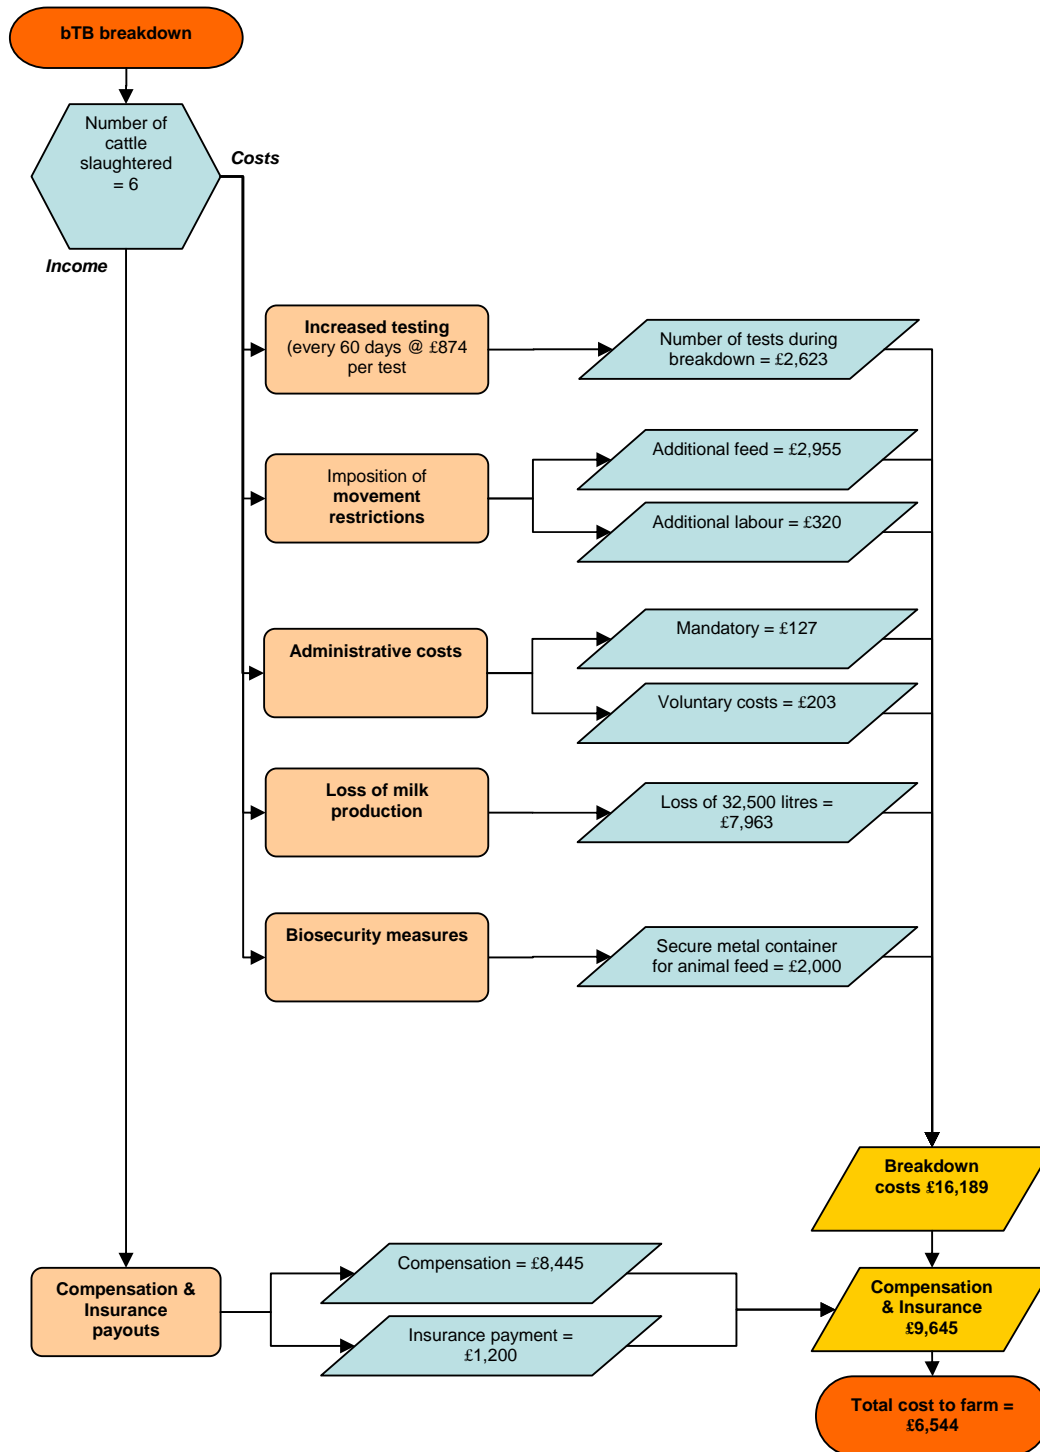 bTB breakdown
Number of
cattle
slaughtered
= 6
Costs
Income
Increased testing
(every 60 days @ £874
per test
Number of tests during
breakdown = £2,623
Imposition of
movement
restrictions
Additional feed = £2,955
Additional labour = £320
Administrative costs
Mandatory = £127
Voluntary costs = £203
Loss of milk
production
Loss of 32,500 litres =
£7,963
Biosecurity measures
Secure metal container
for animal feed = £2,000
Breakdown
costs £16,189
Compensation &
Insurance
payouts
Compensation = £8,445
Insurance payment =
£1,200
Compensation
& Insurance
£9,645
Total cost to farm =
£6,544